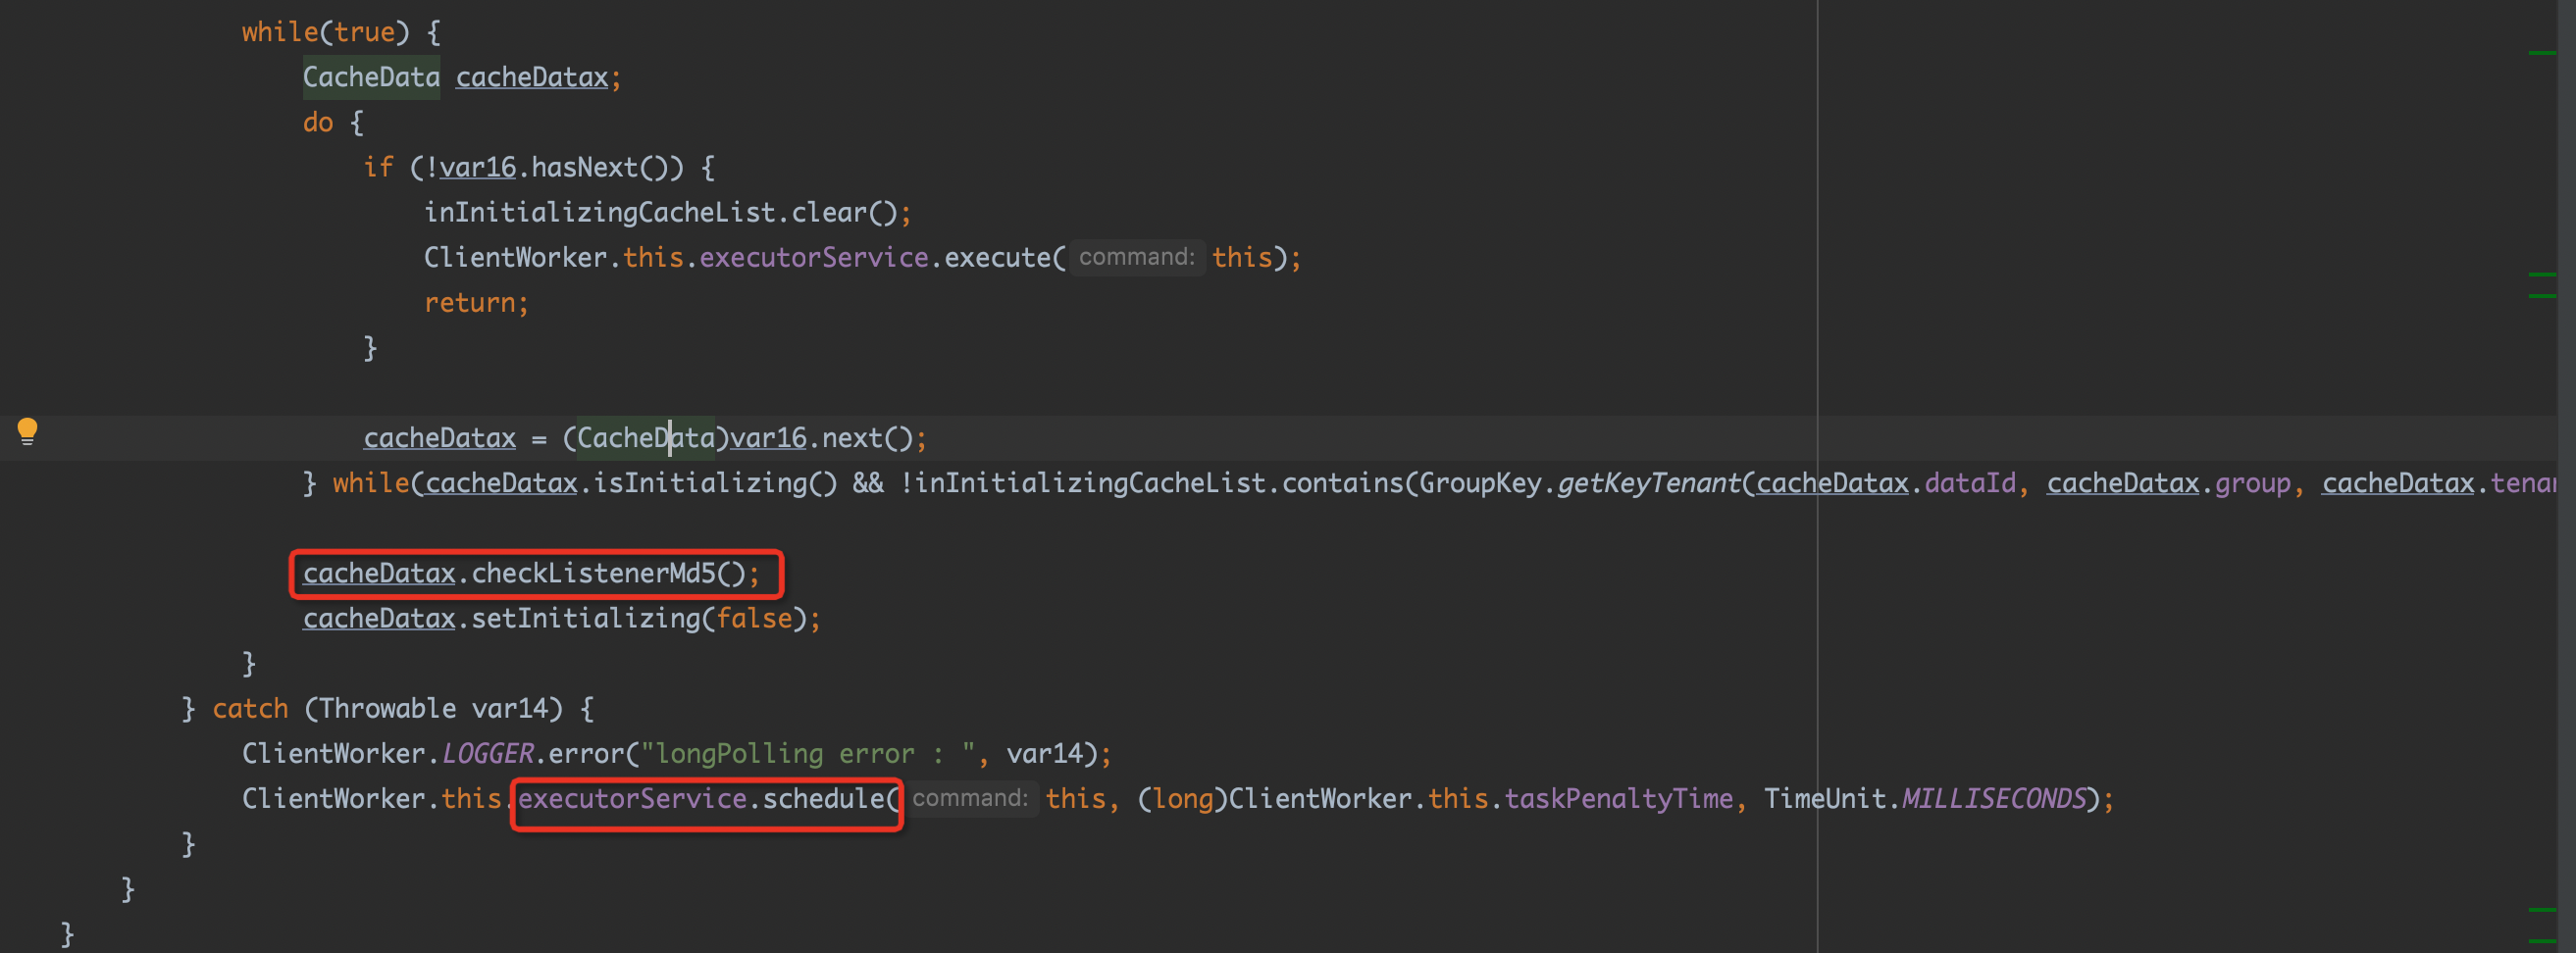 while(true) {
CacheData cacheDatax;
do {
if (!var16.hasNext()) {
inInitializingCacheList.clear();
ClientWorker.this.executorService.execute( command: this);
return;
}
cacheDatax = (CacheData)var16.next();
} while(cacheDatax.isInitializing() && !inInitializingCacheList.contains(GroupKey.getKeyTenant(cacheDatax.dataId, cacheDatax.group, cacheDatax.tenan
cacheDatax.checkListenerMd5();
cacheDatax.setInitializing(false);
}
} catch (Throwable var14) {
ClientWorker.LOGGER.error("longPolling error : ", var14);
ClientWorker.this.executorService.schedule( command: this, (long)ClientWorker.this.taskPenaltyTime, TimeUnit.MILLISECONDS);
}
}
}